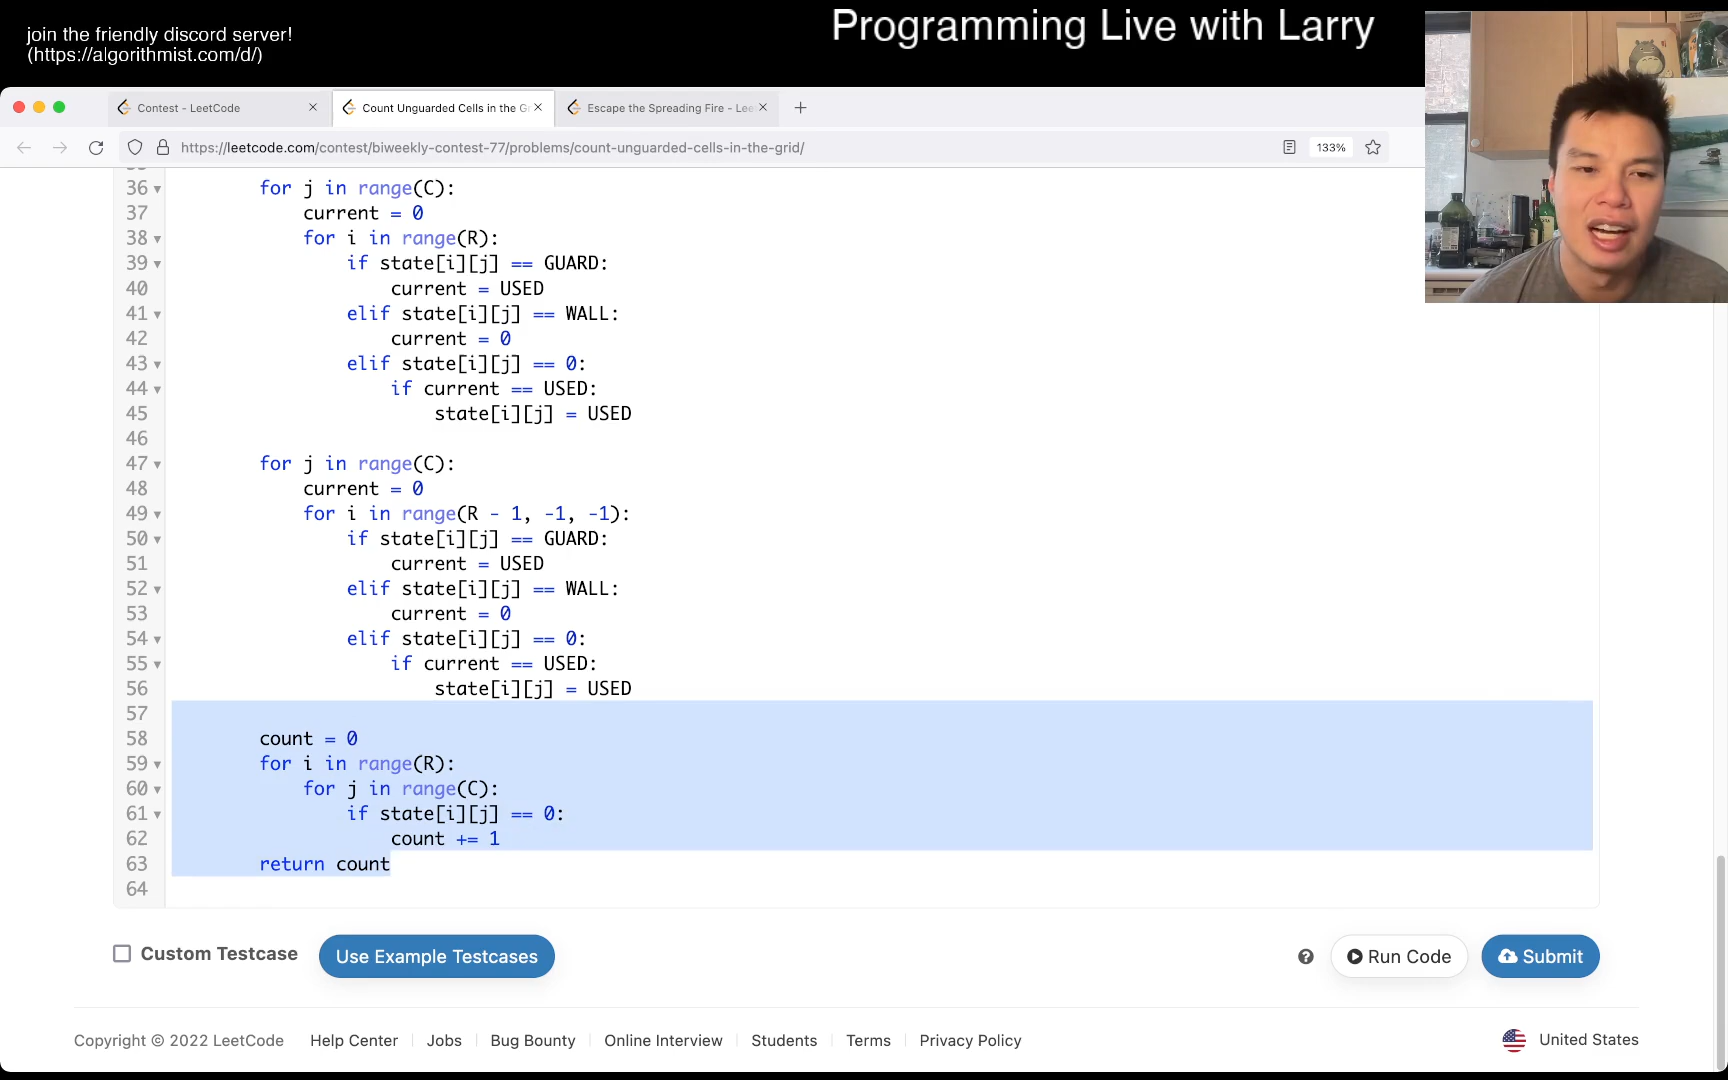 join the friendly discord server!
(https://algorithmist.com/d/)
Programming Live with Larry
Contest - LeetCode
Count Unguarded Cells in the G
Escape the Spreading Fire - Lee
https://leetcode.com/contest/biweekly-contest-77/problems/count-unguarded-cells-in-the-grid/
133%
36 for j in range(C):
37 current = 0
38 for i in range(R):
39 if state[i][j] == GUARD:
40 current = USED
41 elif state[i][j] == WALL:
42 current = 0
43 elif state[i][j] == 0:
44 if current == USED:
45 state[i][j] = USED
46
47 for j in range(C):
48 current = 0
49 for i in range(R - 1, -1, -1):
50 if state[i][j] == GUARD:
51 current = USED
52 elif state[i][j] == WALL:
53 current = 0
54 elif state[i][j] == 0:
55 if current == USED:
56 state[i][j] = USED
57
58 count = 0
59 for i in range(R):
60 for j in range(C):
61 if state[i][j] == 0:
62 count += 1
63 return count
64
Custom Testcase
Use Example Testcases
? Run Code
Submit
Copyright © 2022 LeetCode
Help Center
Jobs
Bug Bounty
Online Interview
Students
Terms
Privacy Policy
United States